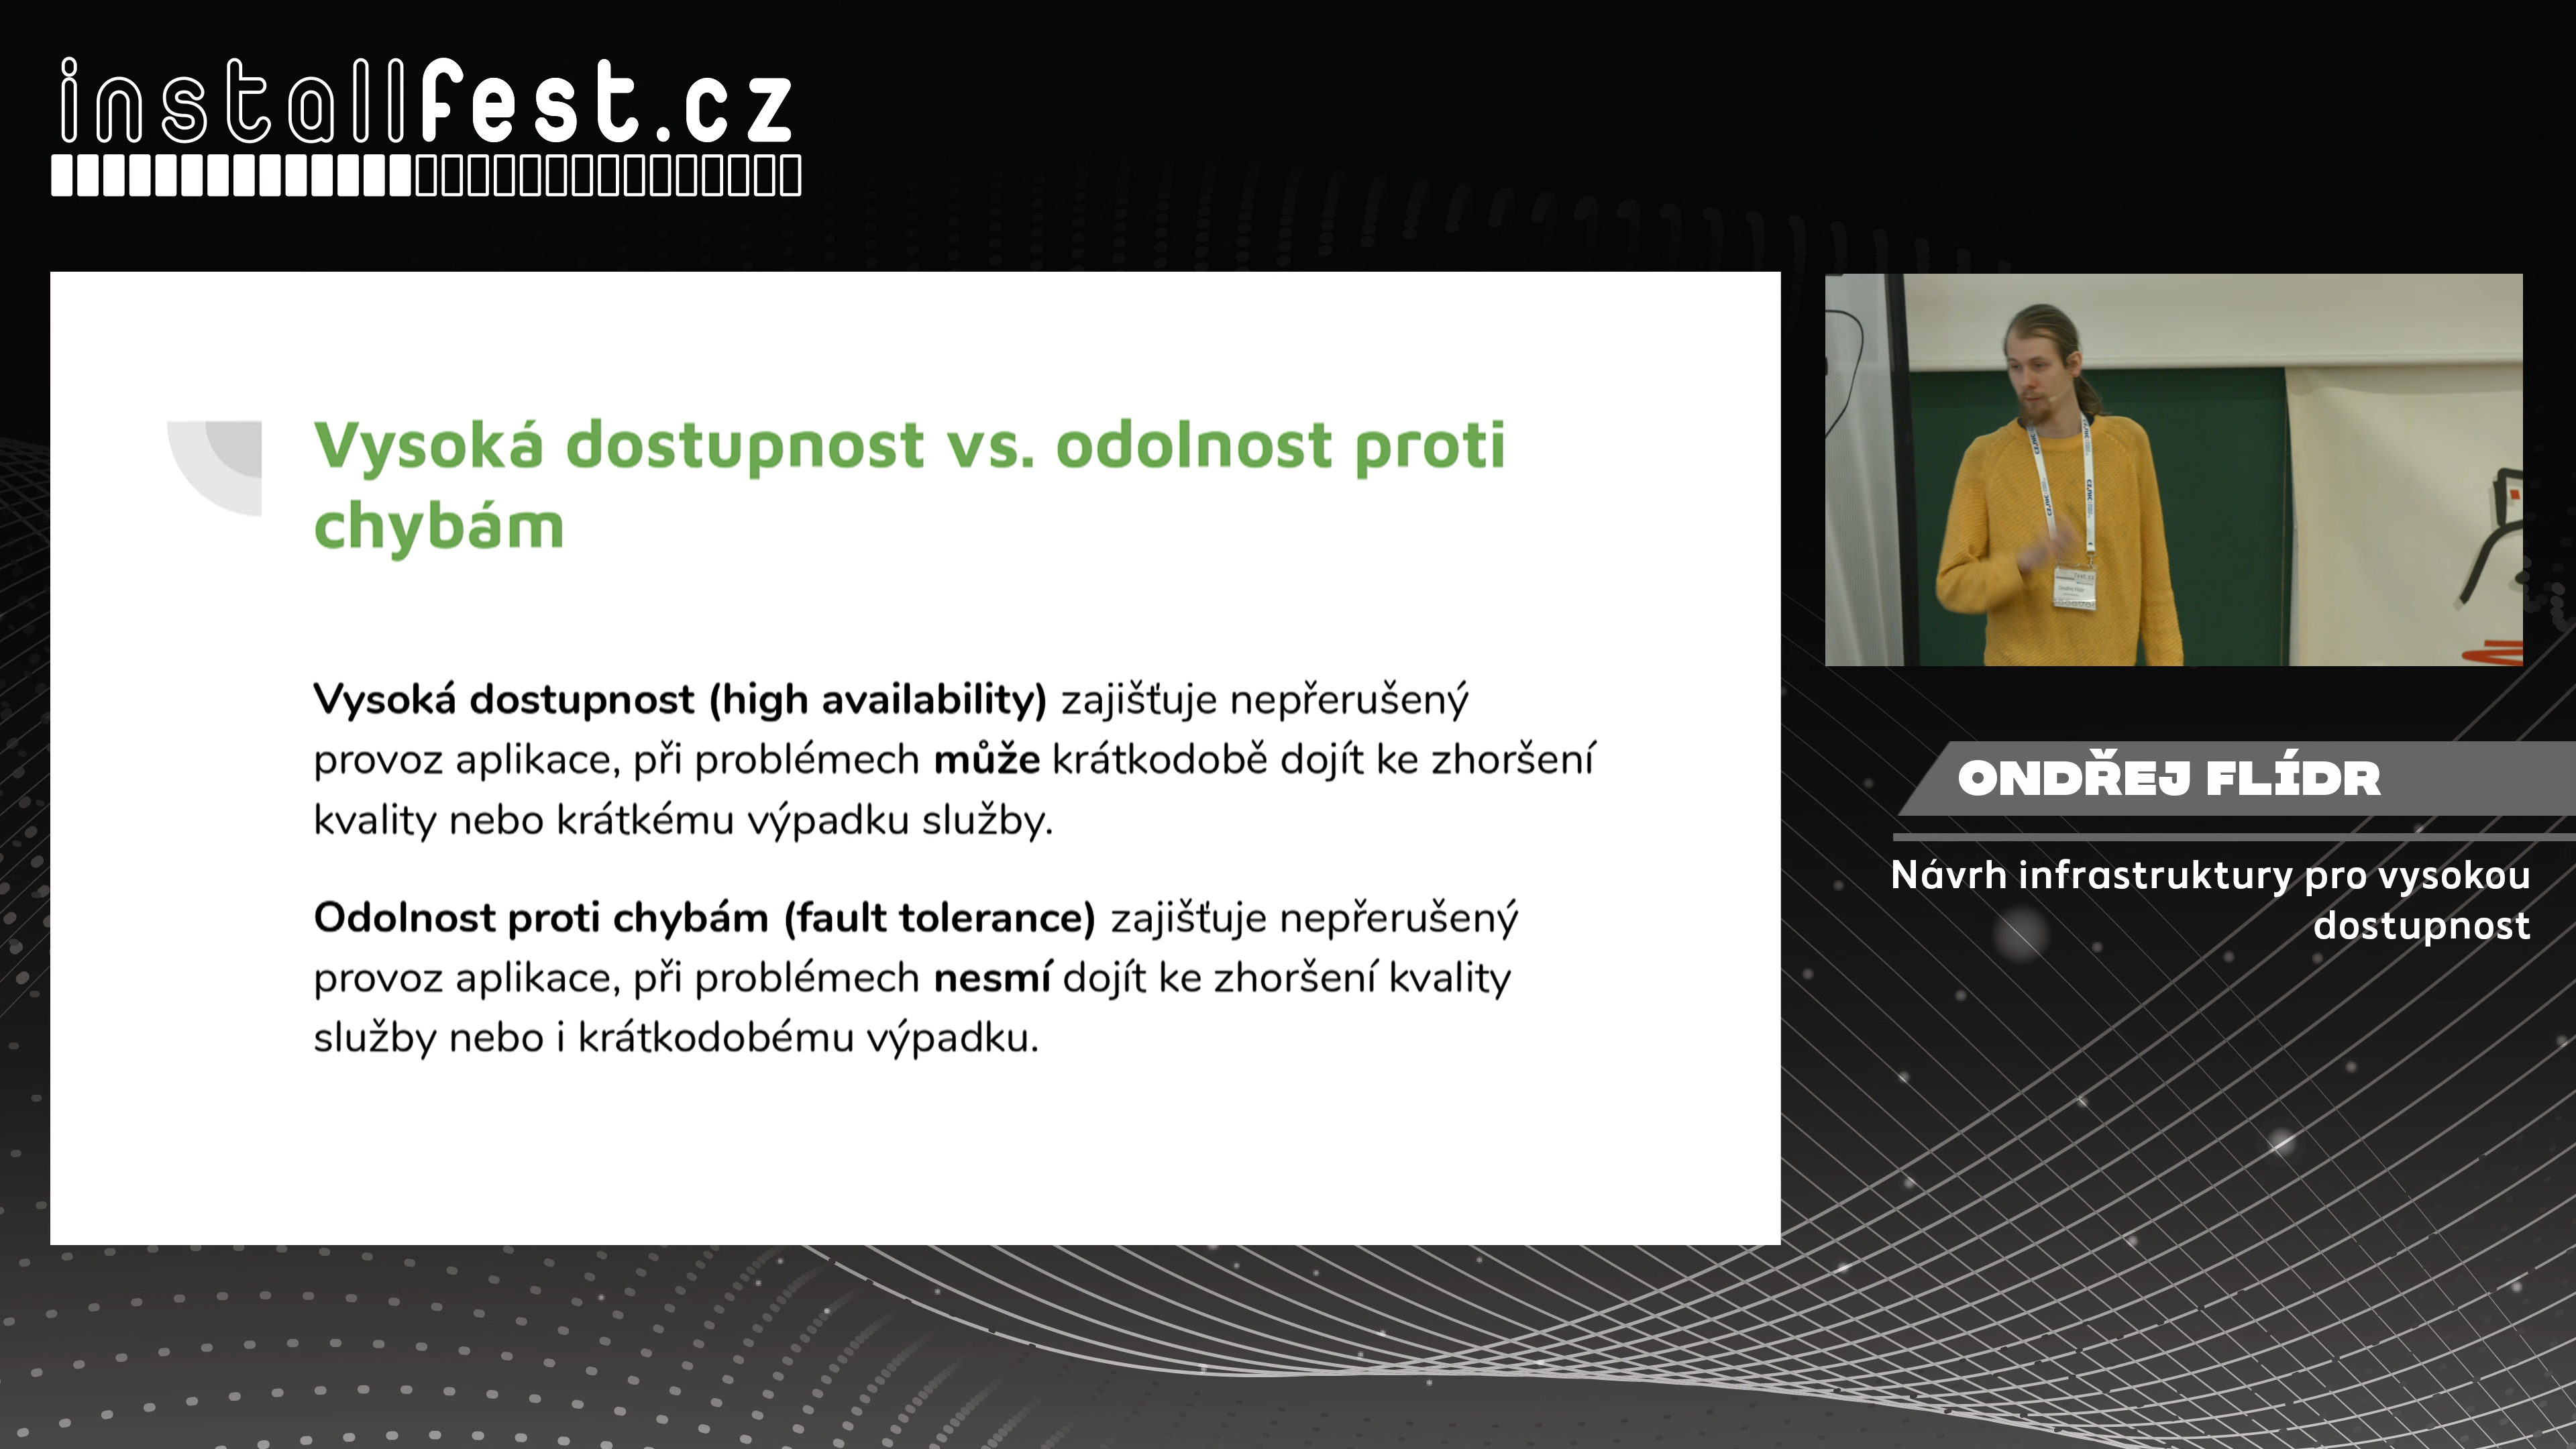 installfest.cz
Vysoká dostupnost vs. odolnost proti
chybám
Vysoká dostupnost (high availability) zajišťuje nepřerušený
provoz aplikace, při problémech může krátkodobě dojít ke zhoršení
kvality nebo krátkému výpadku služby.
Odolnost proti chybám (fault tolerance) zajišťuje nepřerušený
provoz aplikace, při problémech nesmí dojít ke zhoršení kvality
služby nebo i krátkodobému výpadku.
ONDŘEJ FLÍDR
Návrh infrastruktury pro vysokou
dostupnost